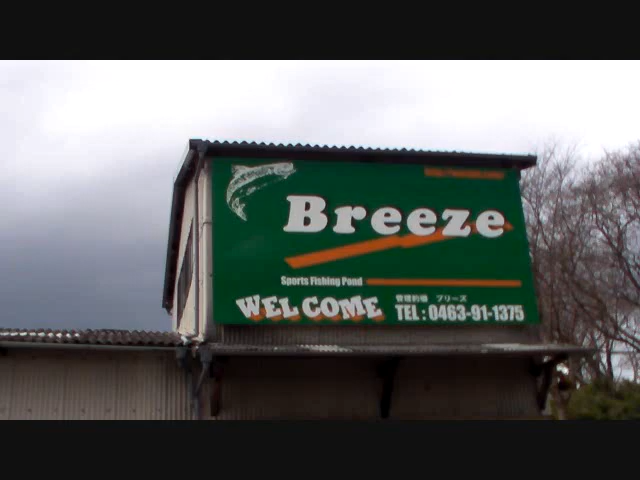 Breeze
Sports Fishing Pond
WELCOME
管理釣場 ブリーズ
TEL : 0463-91-1375